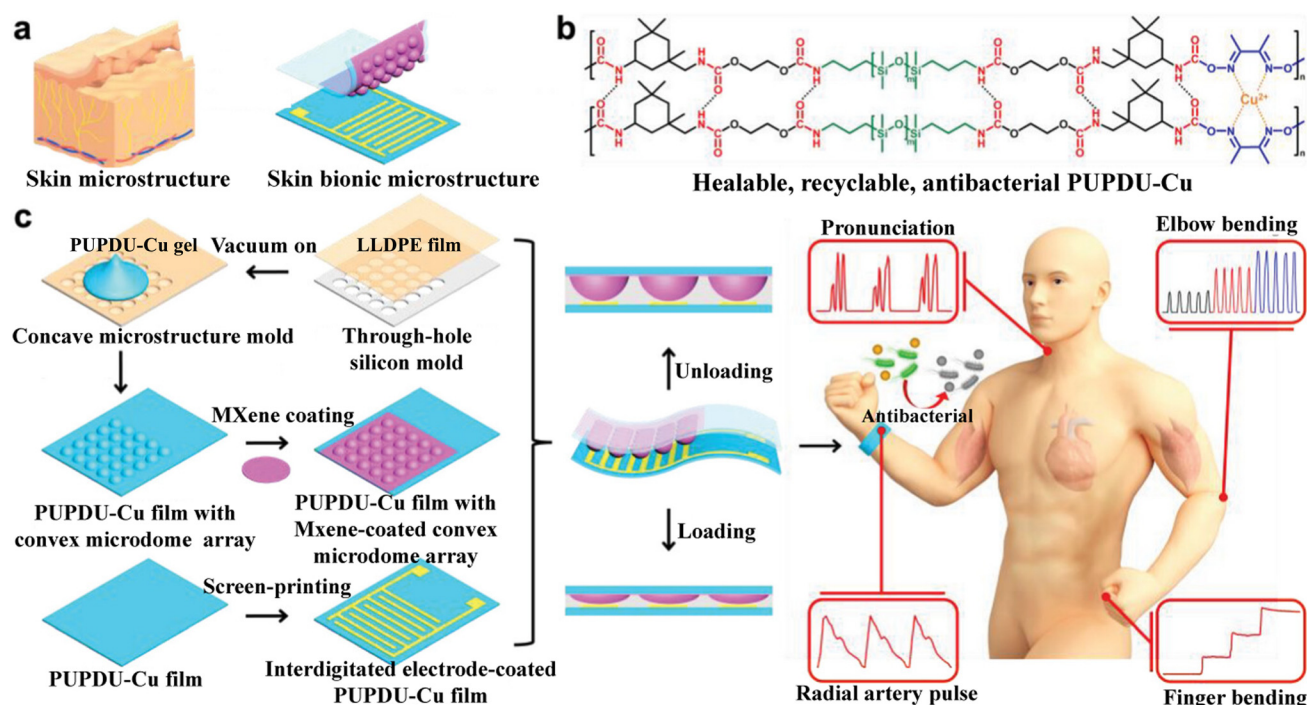 a
Skin microstructure
Skin bionic microstructure
b
Healable, recyclable, antibacterial PUPDU-Cu
O
H
N
O
O
O
O
N
H
Si
O
Si
m
H
N
O
O
O
O
H
N
NH
O
O
N
N
O
Cu2+
n
c
PUPDU-Cu gel
Vacuum on
LLDPE film
Concave microstructure mold
Through-hole
silicon mold
MXene coating
PUPDU-Cu film with
convex microdome array
PUPDU-Cu film with
Mxene-coated convex
microdome array
Screen-printing
PUPDU-Cu film
Interdigitated electrode-coated
PUPDU-Cu film
Unloading
Loading
Pronunciation
Elbow bending
Antibacterial
Radial artery pulse
Finger bending